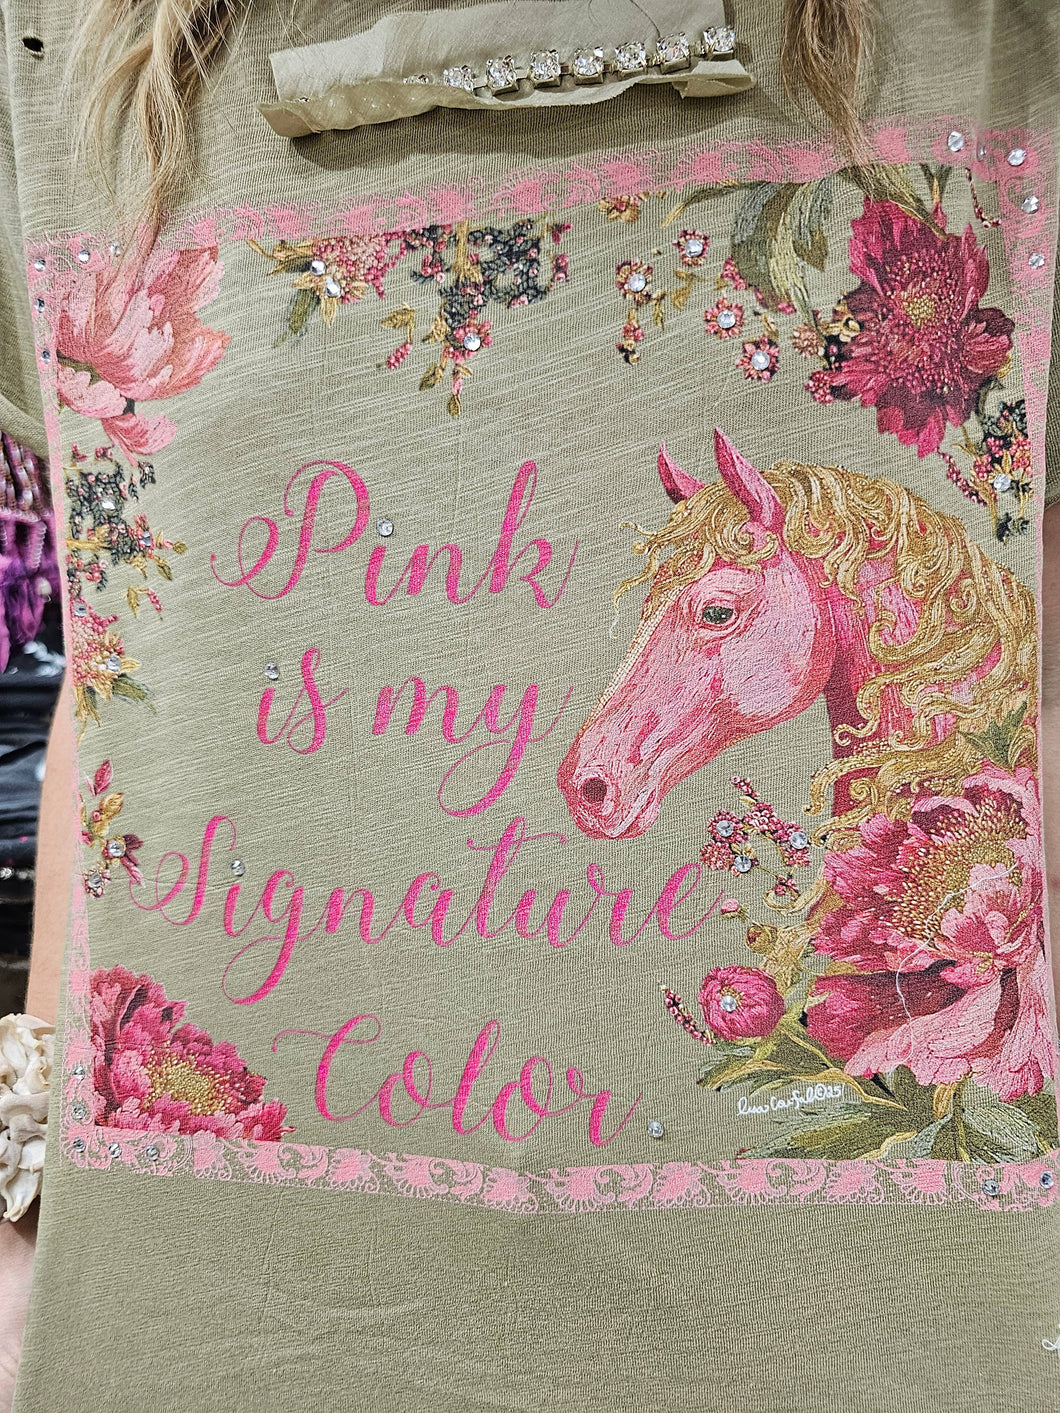 Pink
is my
Signature
Color.